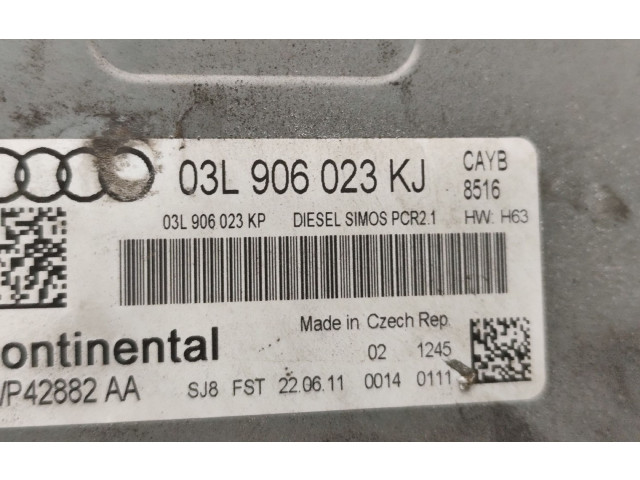 03L 906 023 KJ CAYB
8516
03L 906 023 KP DIESEL SIMOS PCR2.1 HW: H63
ontinental Made in Czech Rep.
02 1245
P42882 AA SJ8 FST 22.06.11 0014 0111